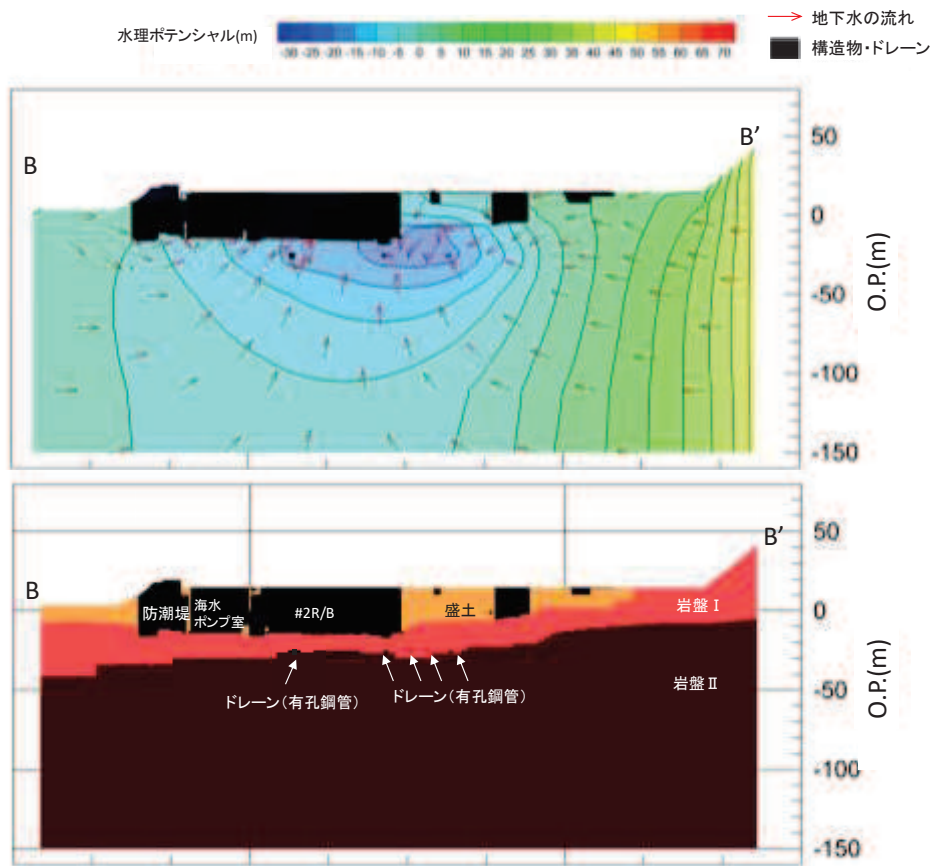 水理ポテンシャル(m)
-30 -25 -20 -15 -10 -5 0 5 10 15 20 25 30 35 40 45 50 55 60 65 70
地下水の流れ
構造物・ドレーン
B
B’
50
0
-50
-100
-150
O.P.(m)
B
B’
50
0
-50
-100
-150
O.P.(m)
防潮堤
海水
ポンプ室
#2R/B
盛土
岩盤Ⅰ
岩盤Ⅱ
ドレーン(有孔鋼管)
ドレーン(有孔鋼管)